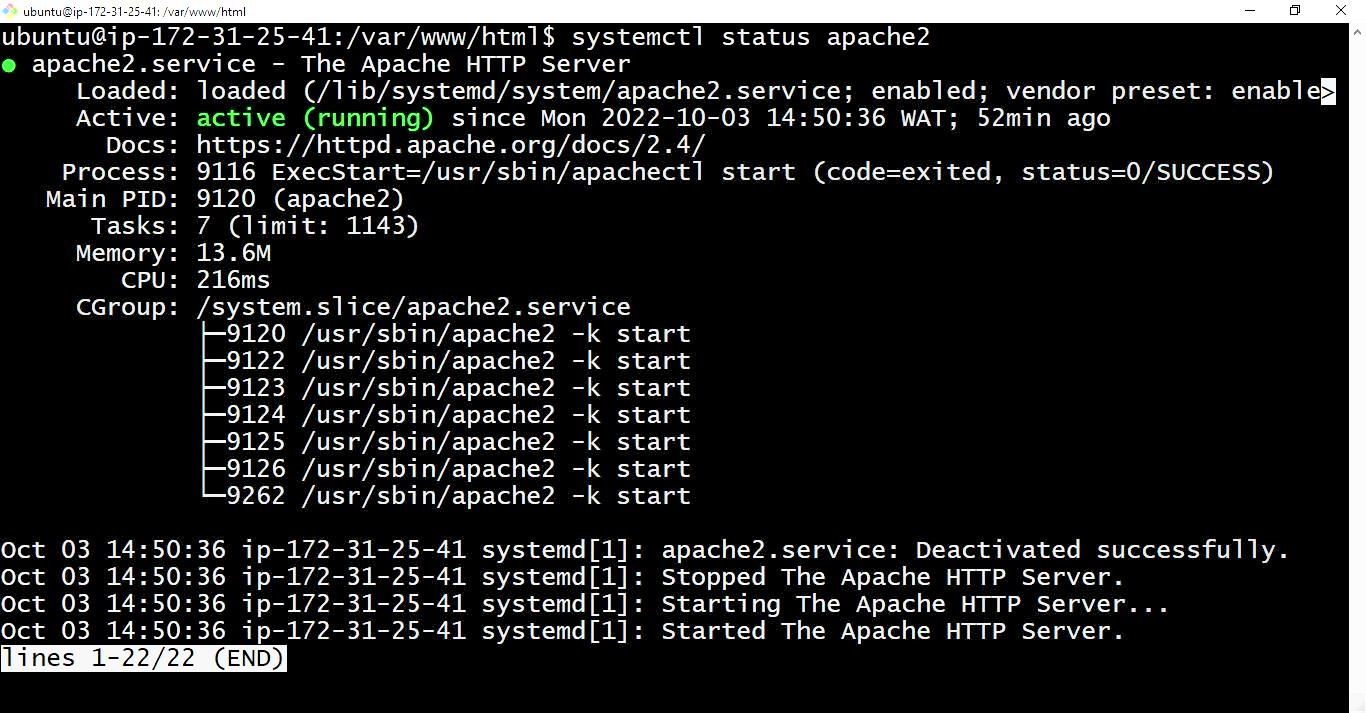 ubuntu@ip-172-31-25-41: /var/www/html
ubuntu@ip-172-31-25-41:/var/www/html$ systemctl status apache2
● apache2.service - The Apache HTTP Server
     Loaded: loaded (/lib/systemd/system/apache2.service; enabled; vendor preset: enable>
     Active: active (running) since Mon 2022-10-03 14:50:36 WAT; 52min ago
       Docs: https://httpd.apache.org/docs/2.4/
    Process: 9116 ExecStart=/usr/sbin/apachectl start (code=exited, status=0/SUCCESS)
   Main PID: 9120 (apache2)
      Tasks: 7 (limit: 1143)
     Memory: 13.6M
        CPU: 216ms
     CGroup: /system.slice/apache2.service
             ├─9120 /usr/sbin/apache2 -k start
             ├─9122 /usr/sbin/apache2 -k start
             ├─9123 /usr/sbin/apache2 -k start
             ├─9124 /usr/sbin/apache2 -k start
             ├─9125 /usr/sbin/apache2 -k start
             ├─9126 /usr/sbin/apache2 -k start
             └─9262 /usr/sbin/apache2 -k start

Oct 03 14:50:36 ip-172-31-25-41 systemd[1]: apache2.service: Deactivated successfully.
Oct 03 14:50:36 ip-172-31-25-41 systemd[1]: Stopped The Apache HTTP Server.
Oct 03 14:50:36 ip-172-31-25-41 systemd[1]: Starting The Apache HTTP Server...
Oct 03 14:50:36 ip-172-31-25-41 systemd[1]: Started The Apache HTTP Server.
lines 1-22/22 (END)